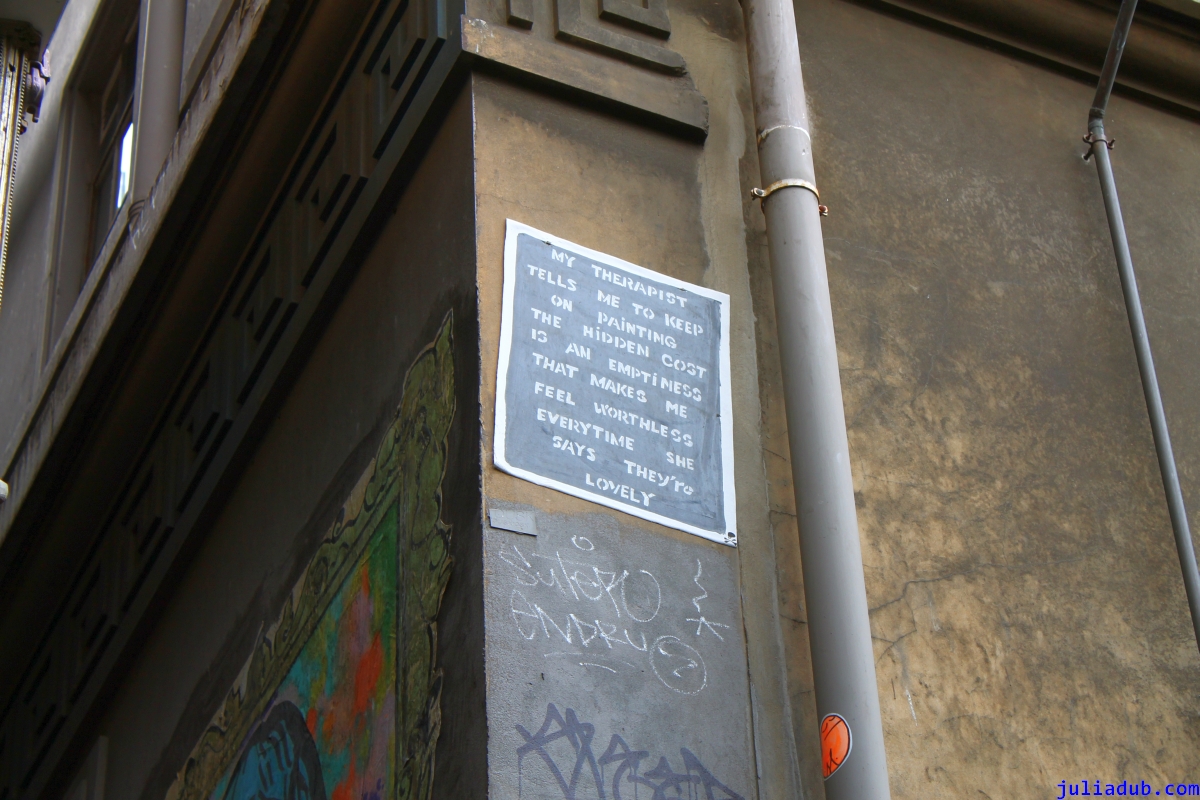 MY THERAPIST
TELLS ME TO KEEP
ON PAINTING
THE HiDDEN COST
IS AN EMPTiNESS
THAT MAKES ME
FEEL WORTHLESS
EVERYTIME SHE
SAYS THEY're
LOVELY
ANDRU
juliadub.com